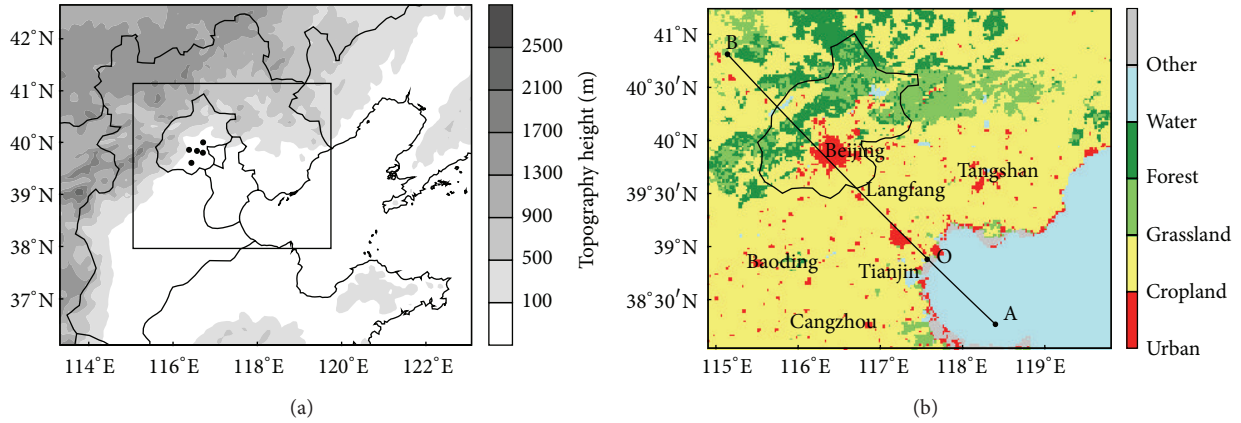 42°N
41°N
40°N
39°N
38°N
37°N
114°E
116°E
118°E
120°E
122°E
2500
2100
1700
1300
900
500
100
Topography height (m)
(a)
41°N
40°30′N
40°N
39°30′N
39°N
38°30′N
115°E
116°E
117°E
118°E
119°E
B
Beijing
Tangshan
Langfang
Baoding
Tianjin
O
A
Cangzhou
Other
Water
Forest
Grassland
Cropland
Urban
(b)